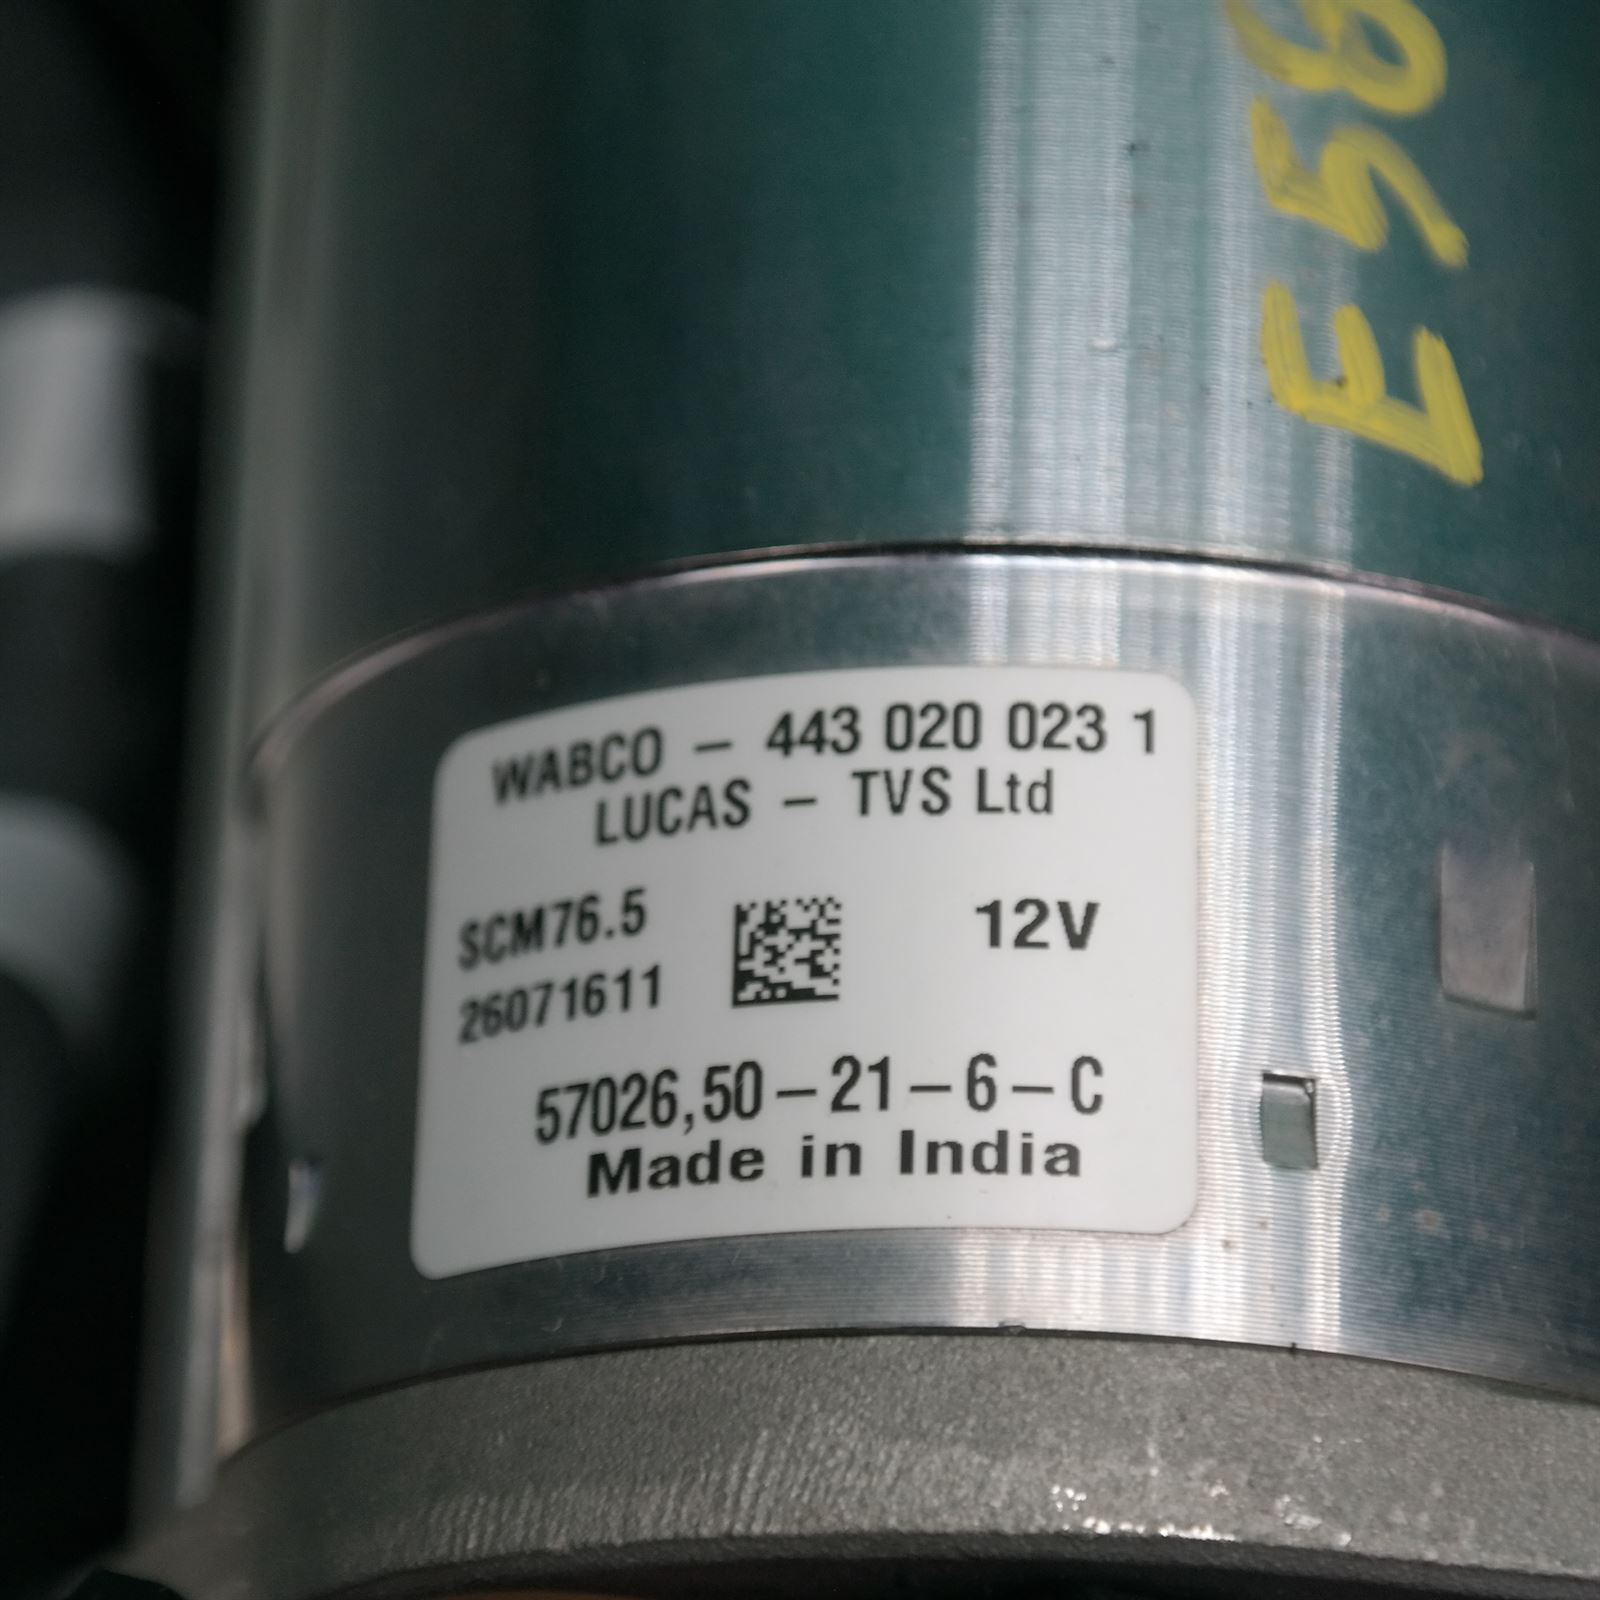 WABCO – 443 020 023 1
LUCAS – TVS Ltd
SCM76.5
12V
26071611
57026,50–21–6–C
Made in India